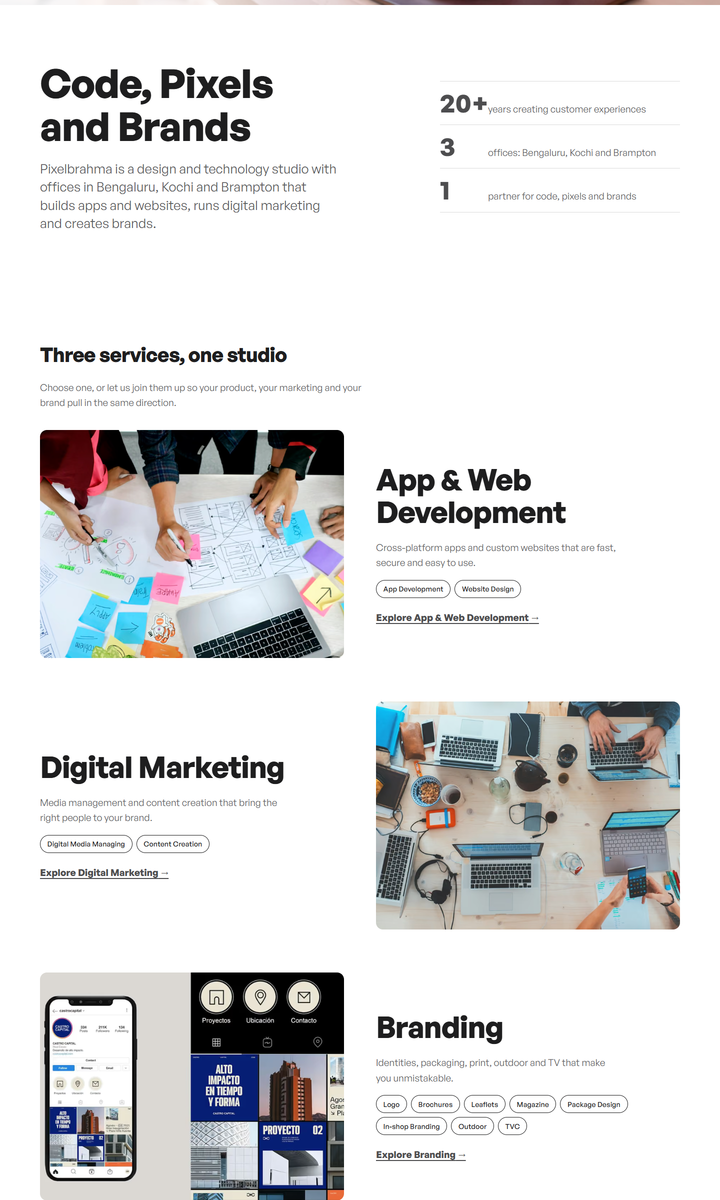 Code, Pixels
and Brands
Pixelbrahma is a design and technology studio with
offices in Bengaluru, Kochi and Brampton that
builds apps and websites, runs digital marketing
and creates brands.
20+ years creating customer experiences
3 offices: Bengaluru, Kochi and Brampton
1 partner for code, pixels and brands
Three services, one studio
Choose one, or let us join them up so your product, your marketing and your
brand pull in the same direction.
App & Web
Development
Cross-platform apps and custom websites that are fast,
secure and easy to use.
App Development Website Design
Explore App & Web Development →
Digital Marketing
Media management and content creation that bring the
right people to your brand.
Digital Media Managing Content Creation
Explore Digital Marketing →
Proyectos Ubicación Contacto
ALTO
IMPACTO
EN TIEMPO
Y FORMA
CASTRO CAPITAL
PROYECTO 02
Branding
Identities, packaging, print, outdoor and TV that make
you unmistakable.
Logo Brochures Leaflets Magazine Package Design
In-shop Branding Outdoor TVC
Explore Branding →